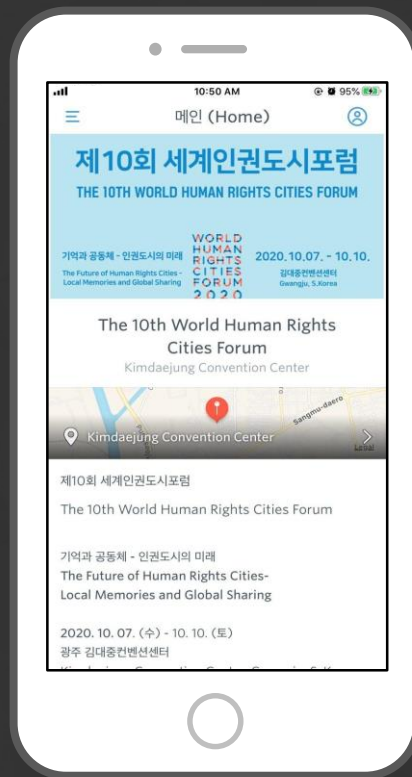 10:50 AM
95%
메인 (Home)
제10회 세계인권도시포럼
THE 10TH WORLD HUMAN RIGHTS CITIES FORUM
기억과 공동체 - 인권도시의 미래
The Future of Human Rights Cities -
Local Memories and Global Sharing
WORLD
HUMAN
RIGHTS
CITIES
FORUM
2020
2020.10.07. - 10.10.
김대중컨벤션센터
Gwangju, S.Korea
The 10th World Human Rights
Cities Forum
Kimdaejung Convention Center
Sangmu-daero
Kimdaejung Convention Center
Legal
제10회 세계인권도시포럼
The 10th World Human Rights Cities Forum
기억과 공동체 - 인권도시의 미래
The Future of Human Rights Cities-
Local Memories and Global Sharing
2020. 10. 07. (수) - 10. 10. (토)
광주 김대중컨벤션센터